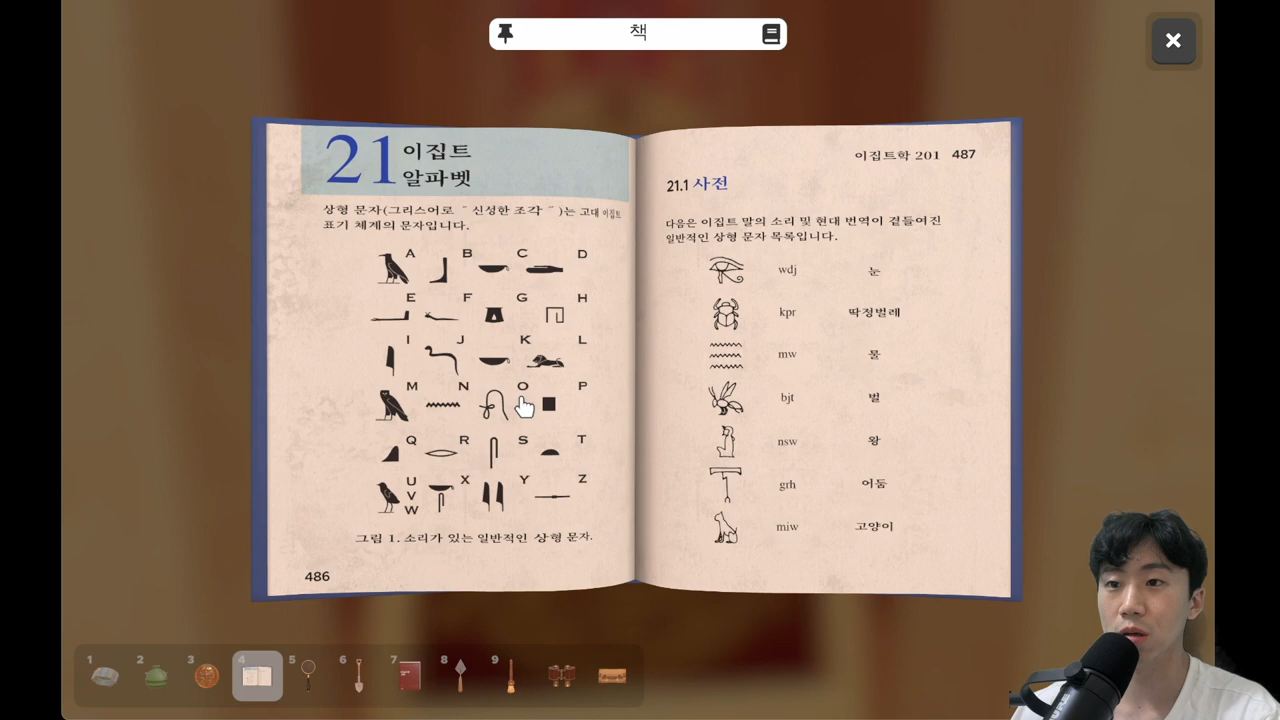 책
21 이집트
알파벳
상형 문자(그리스어로 "신성한 조각")는 고대 이집트
표기 체계의 문자입니다.
A B C D
E F G H
I J K L
M N O P
Q R S T
U V W X Y Z
그림 1. 소리가 있는 일반적인 상형 문자.
486
이집트학 201 487
21.1 사전
다음은 이집트 말의 소리 및 현대 번역이 곁들여진
일반적인 상형 문자 목록입니다.
wdj 눈
kpr 딱정벌레
mw 물
bjt 벌
nsw 왕
grh 어둠
miw 고양이
1 2 3 4 5 6 7 8 9